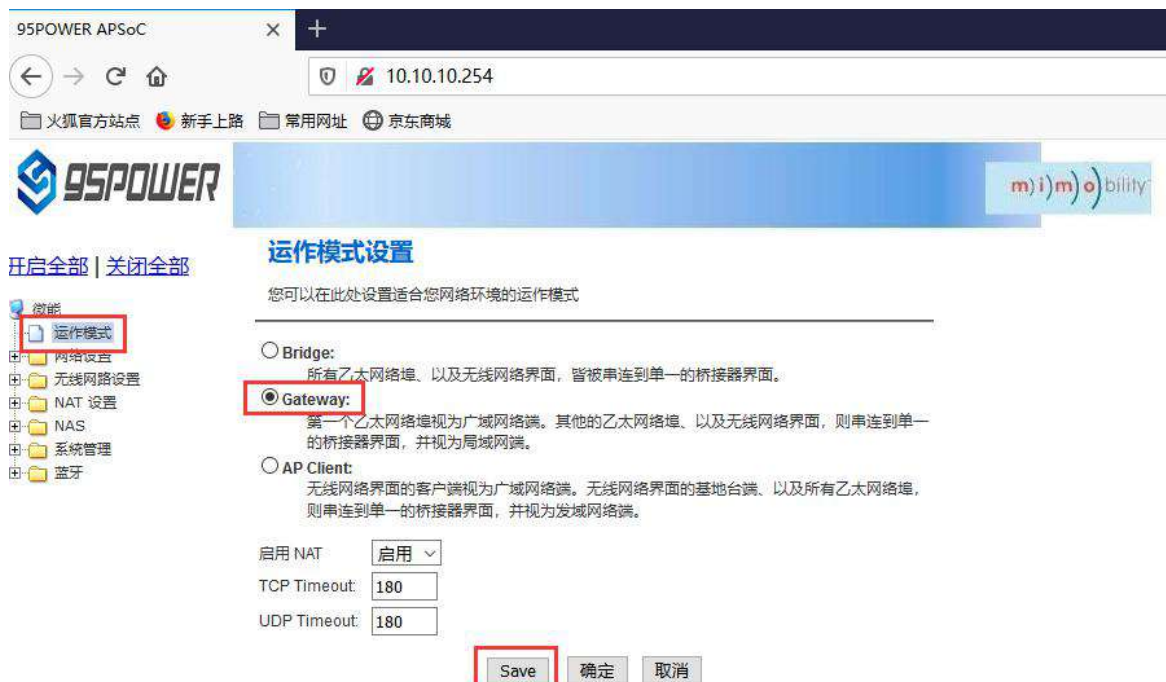 95POWER APSoC
10.10.10.254
火狐官方站点 新手上路 常用网址 京东商城
95POWER
m)i)m)o)bility
开启全部 | 关闭全部
微能
运作模式
网络设置
无线网路设置
NAT 设置
NAS
系统管理
蓝牙
运作模式设置
您可以在此处设置适合您网络环境的运作模式
Bridge:
所有乙太网络埠、以及无线网络界面，皆被串连到单一的桥接器界面。
Gateway:
第一个乙太网络埠视为广域网络端。其他的乙太网络埠、以及无线网络界面，则串连到单一
的桥接器界面，并视为局域网端。
AP Client:
无线网络界面的客户端视为广域网络端。无线网络界面的基地台端、以及所有乙太网络埠，
则串连到单一的桥接器界面，并视为发域网络端。
启用 NAT 启用
TCP Timeout: 180
UDP Timeout: 180
Save 确定 取消